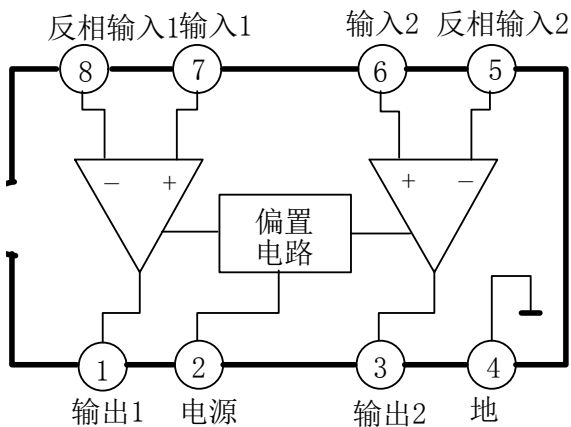 反相输入1 输入1 输入2 反相输入2
8 7 6 5
− + + −
偏置
电路
1 2 3 4
输出1 电源 输出2 地